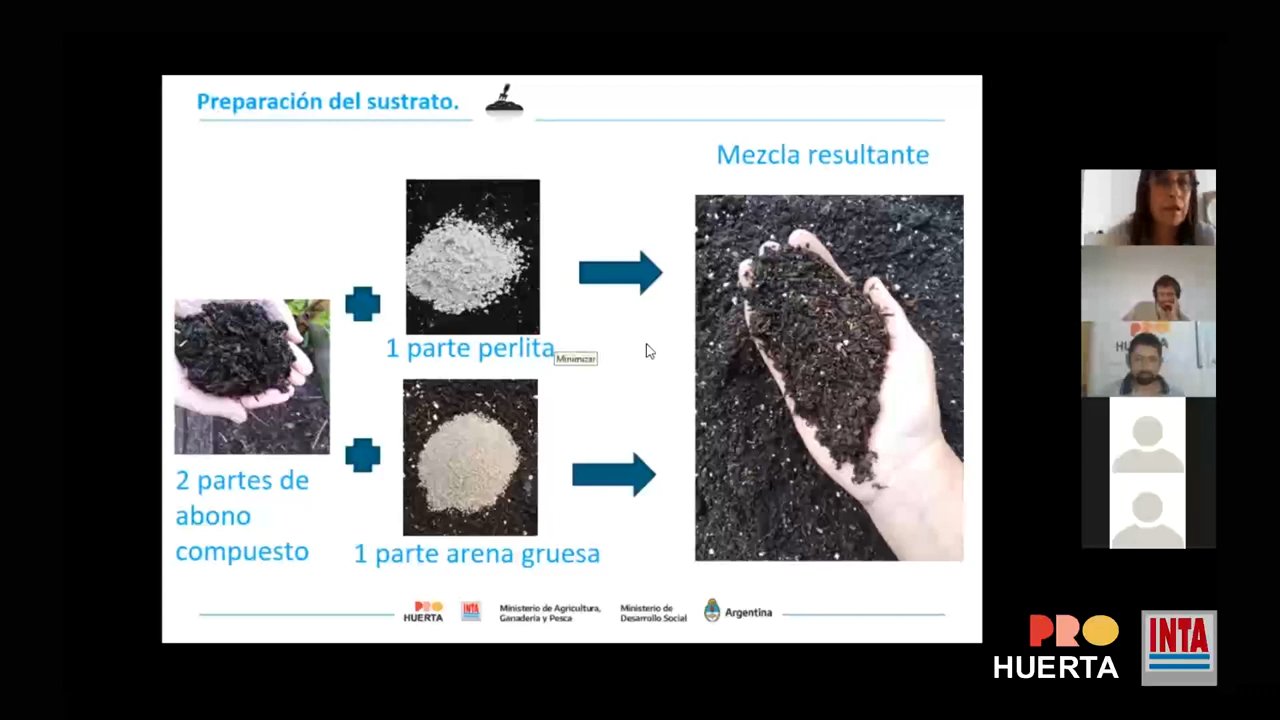 Preparación del sustrato.
Mezcla resultante
1 parte perlita
Minimizar
2 partes de
abono
compuesto
1 parte arena gruesa
PRO
HUERTA
INTA
Ministerio de Agricultura,
Ganadería y Pesca
Ministerio de
Desarrollo Social
Argentina
HU
PRO
HUERTA
INTA